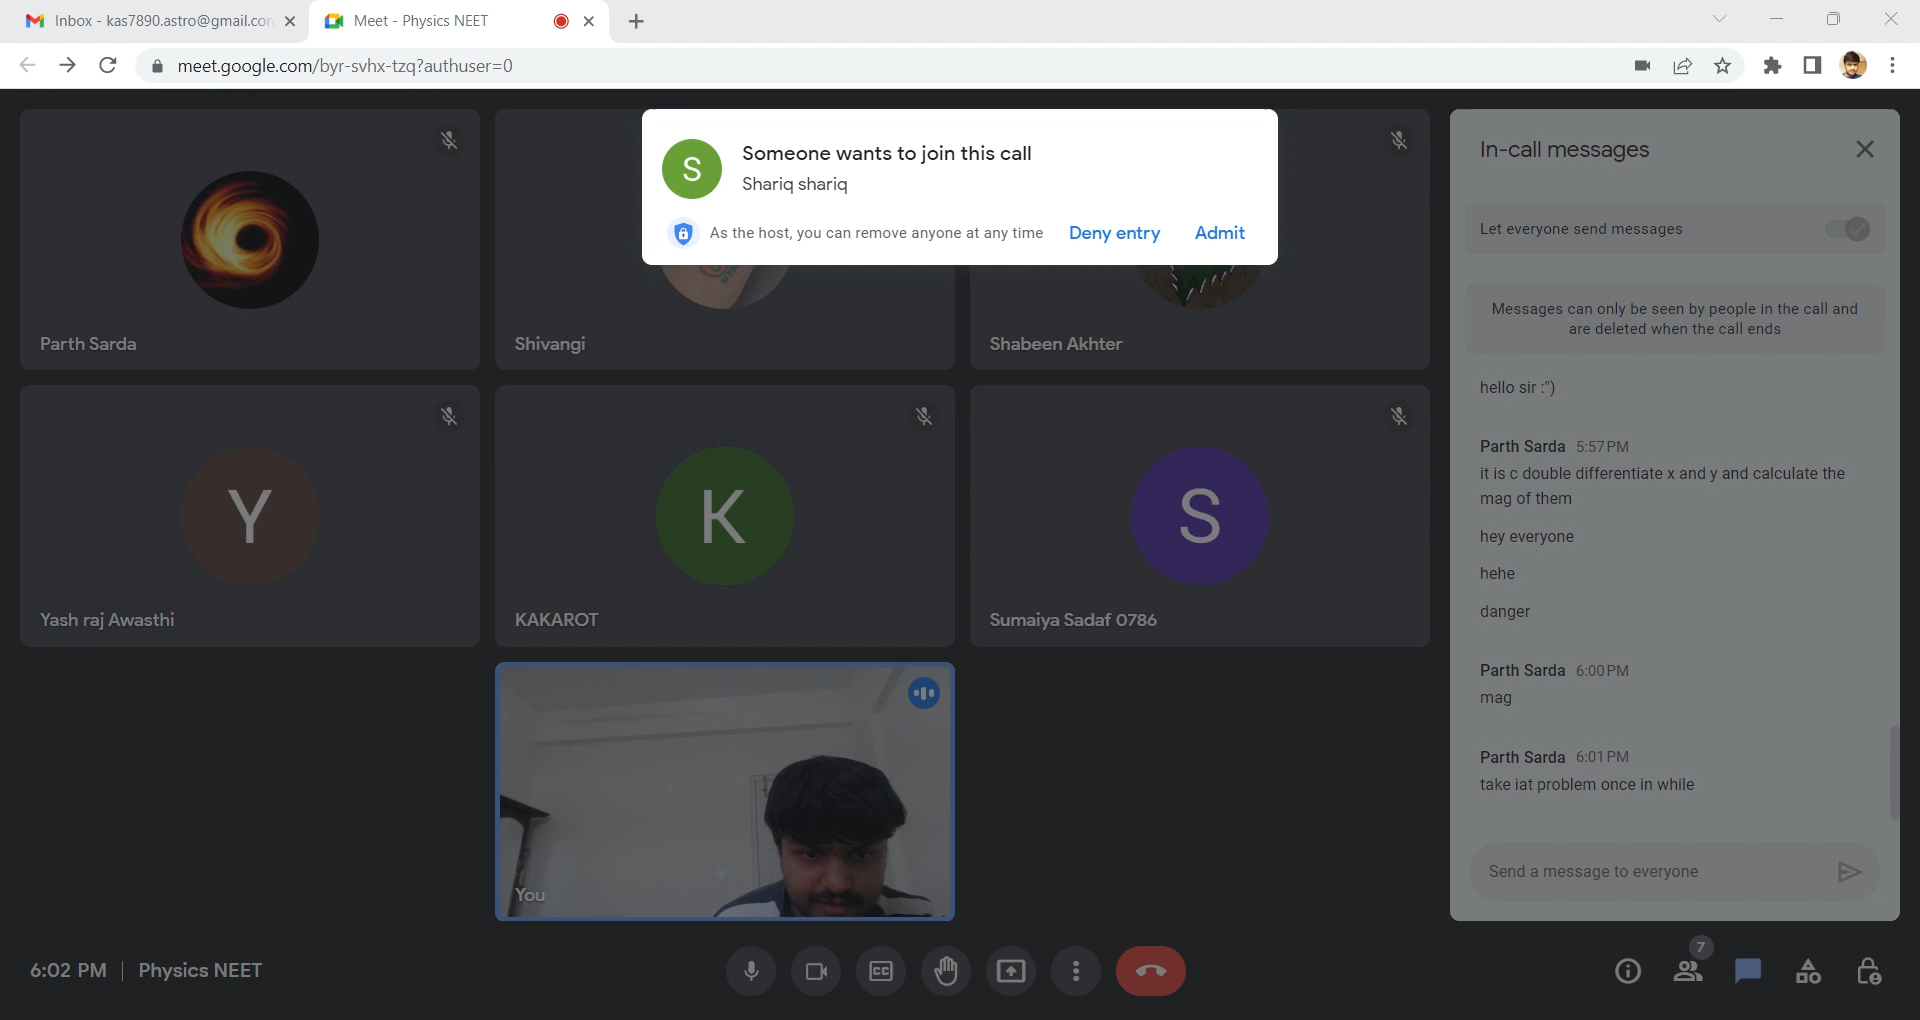 Inbox - kas7890.astro@gmail.con
Meet - Physics NEET
meet.google.com/byr-svhx-tzq?authuser=0
S
Someone wants to join this call
Shariq shariq
As the host, you can remove anyone at any time
Deny entry
Admit
Parth Sarda
Shivangi
Shabeen Akhter
Y
Yash raj Awasthi
K
KAKAROT
S
Sumaiya Sadaf 0786
You
In-call messages
Let everyone send messages
Messages can only be seen by people in the call and
are deleted when the call ends
hello sir :")
Parth Sarda 5:57 PM
it is c double differentiate x and y and calculate the
mag of them
hey everyone
hehe
danger
Parth Sarda 6:00 PM
mag
Parth Sarda 6:01 PM
take iat problem once in while
Send a message to everyone
6:02 PM | Physics NEET
CC
7